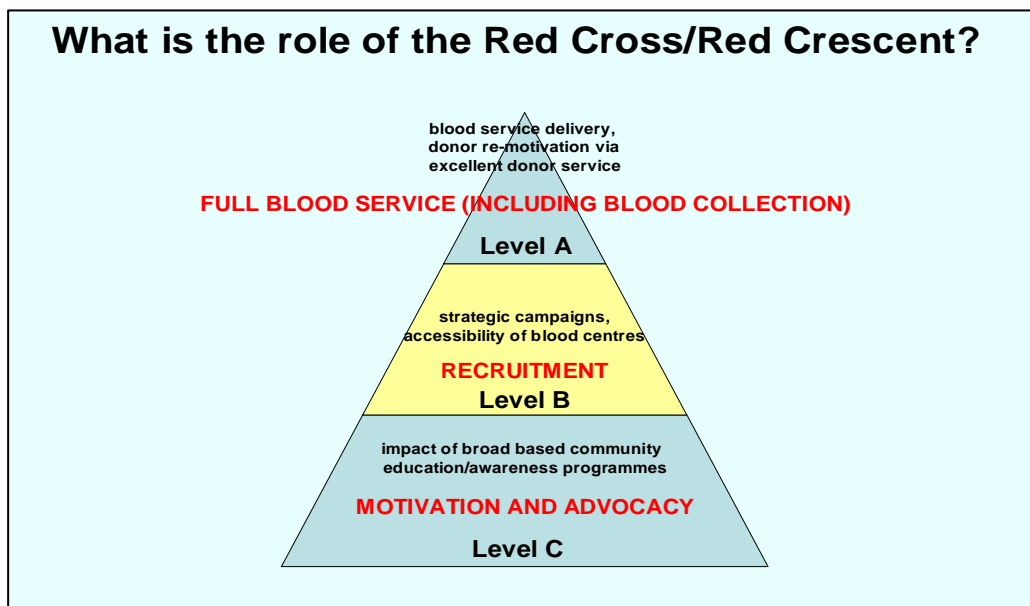 What is the role of the Red Cross/Red Crescent?
blood service delivery,
donor re-motivation via
excellent donor service
FULL BLOOD SERVICE (INCLUDING BLOOD COLLECTION)
Level A
strategic campaigns,
accessibility of blood centres
RECRUITMENT
Level B
impact of broad based community
education/awareness programmes
MOTIVATION AND ADVOCACY
Level C